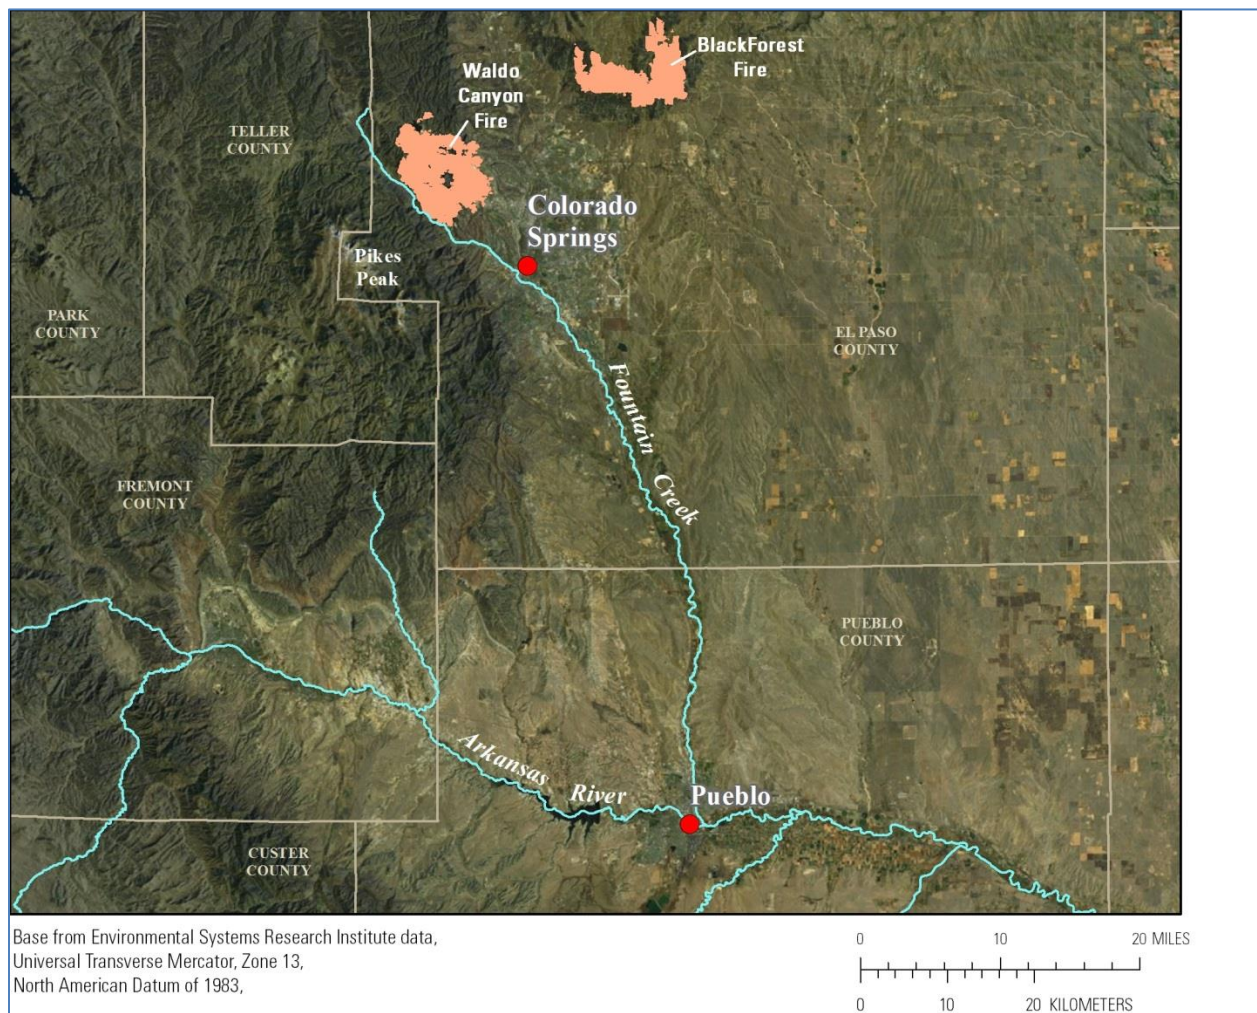 BlackForest
Fire
Waldo
Canyon
Fire
TELLER
COUNTY
Colorado
Springs
Pikes
Peak
PARK
COUNTY
EL PASO
COUNTY
Fountain Creek
FREMONT
COUNTY
PUEBLO
COUNTY
Arkansas River
Pueblo
CUSTER
COUNTY
Base from Environmental Systems Research Institute data,
Universal Transverse Mercator, Zone 13,
North American Datum of 1983,
0 10 20 MILES
0 10 20 KILOMETERS